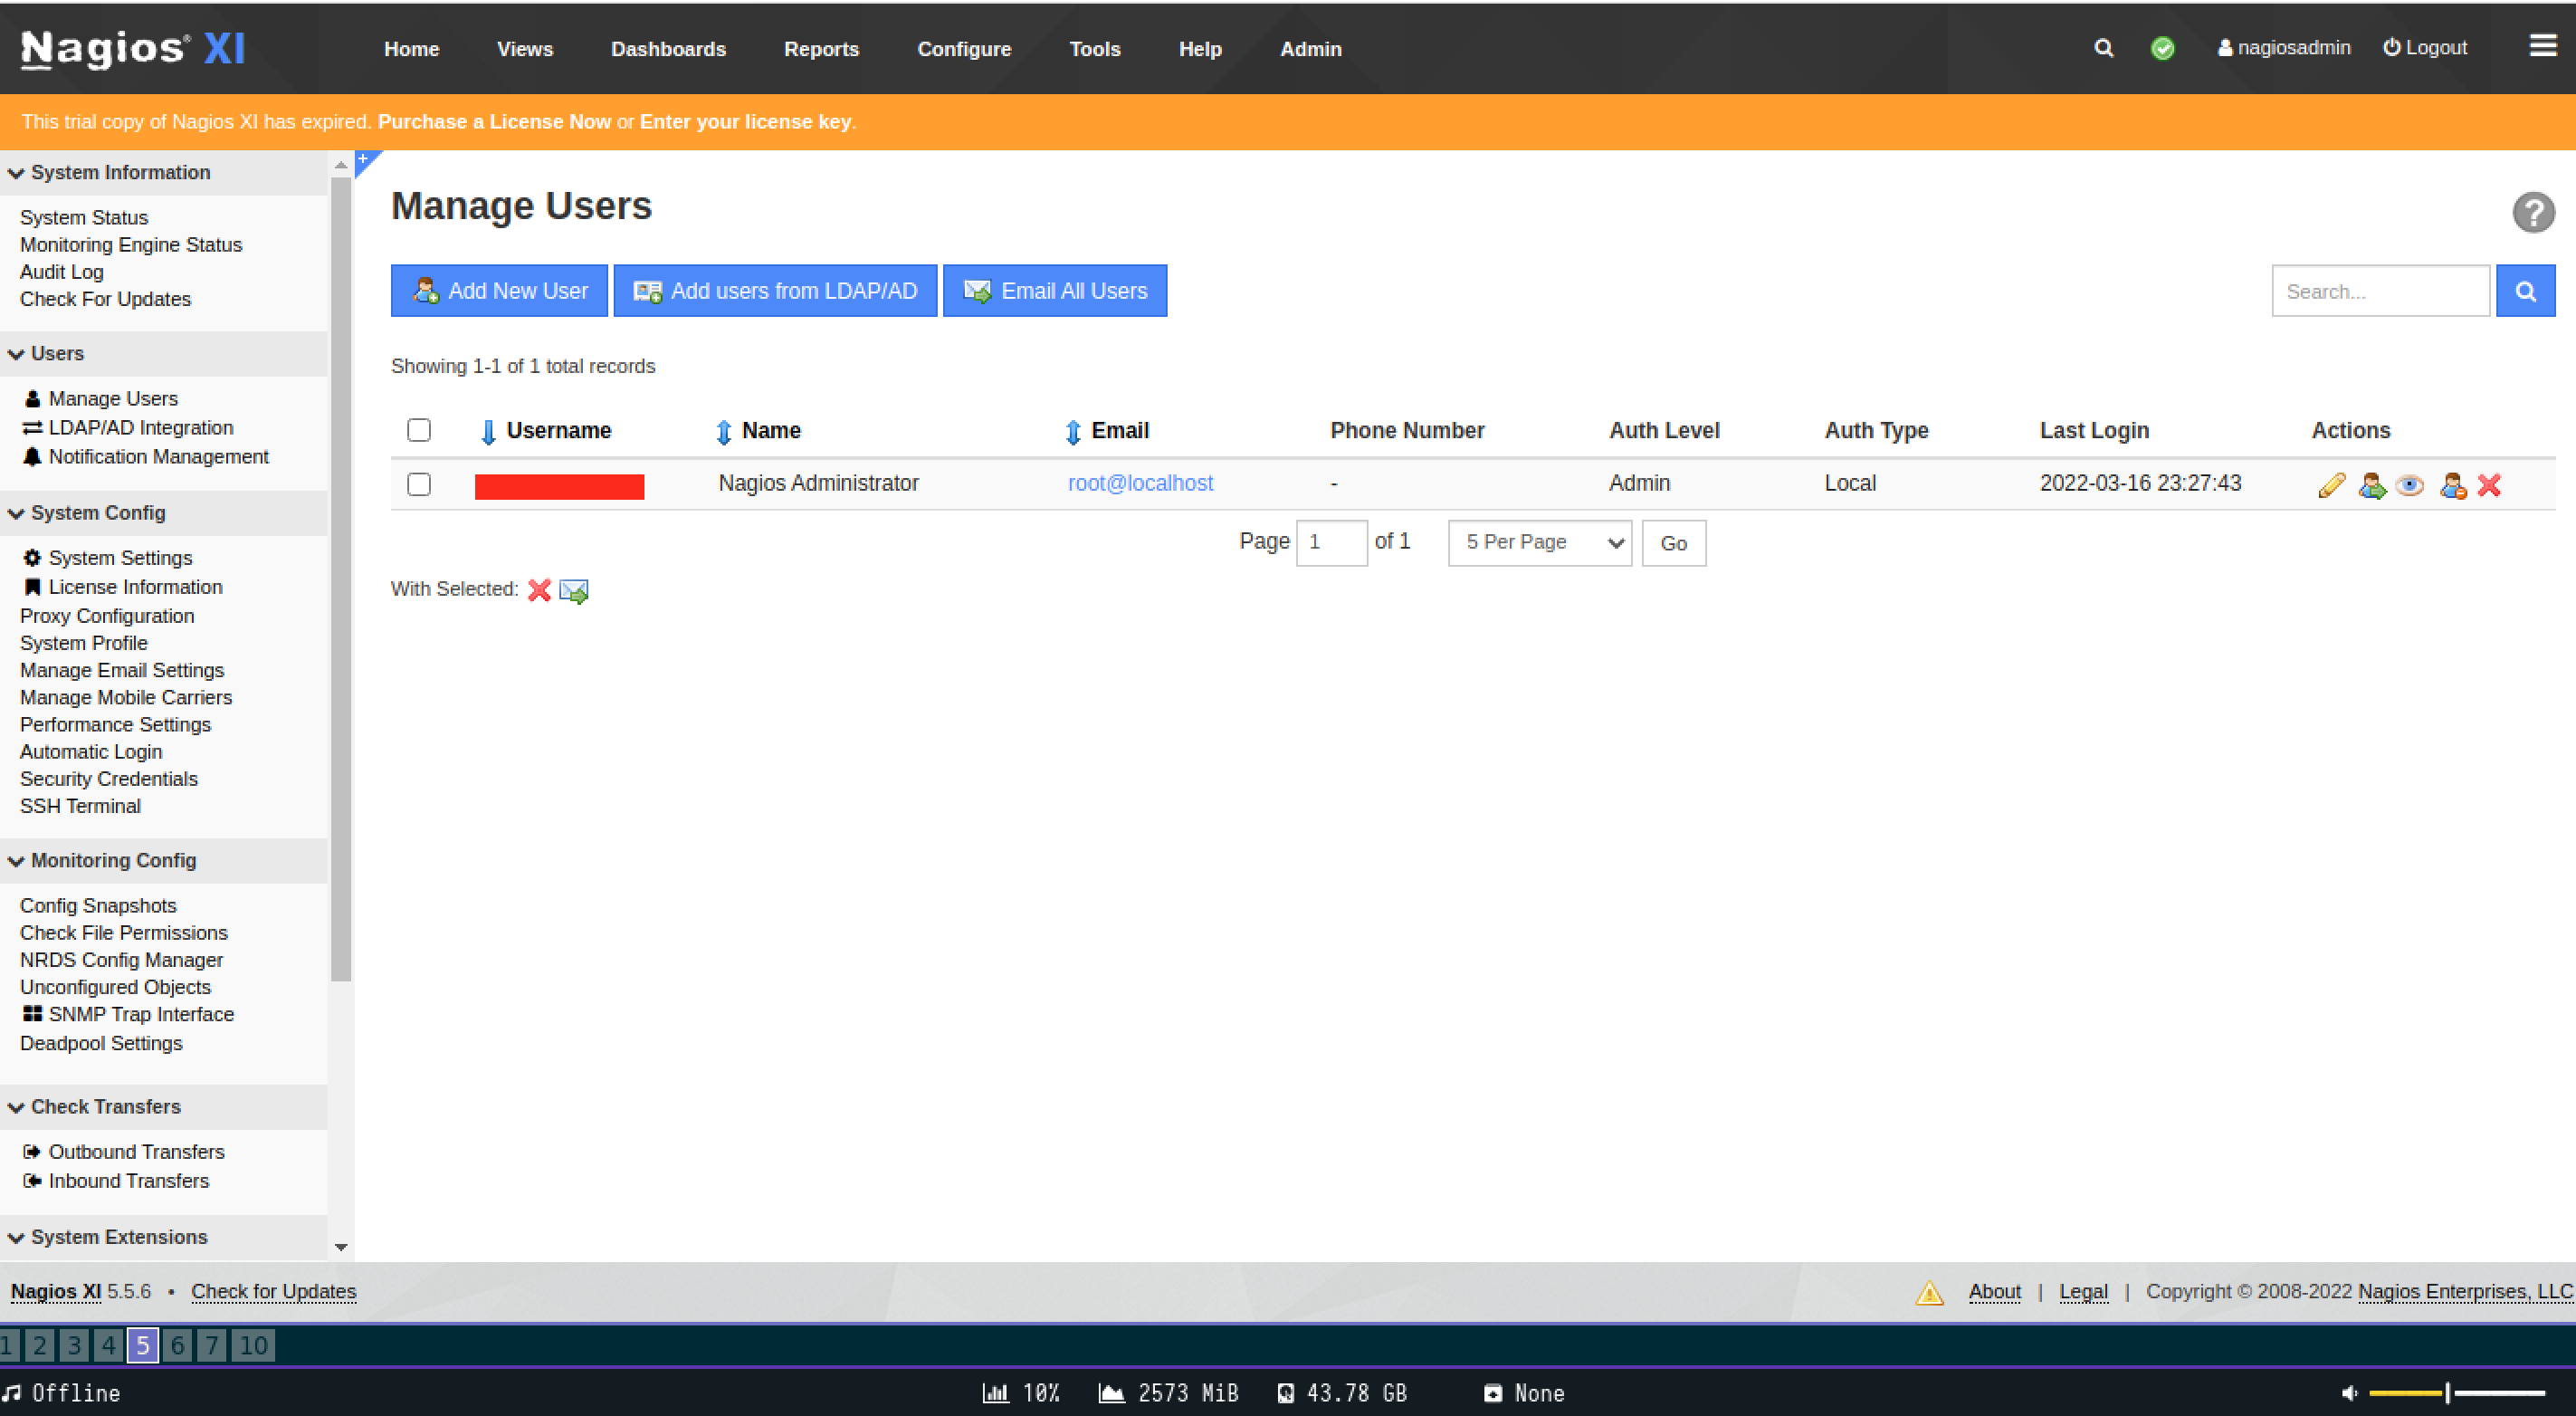 Nagios® XI
Home Views Dashboards Reports Configure Tools Help Admin
nagiosadmin Logout
This trial copy of Nagios XI has expired. Purchase a License Now or Enter your license key.
System Information
System Status
Monitoring Engine Status
Audit Log
Check For Updates
Users
Manage Users
LDAP/AD Integration
Notification Management
System Config
System Settings
License Information
Proxy Configuration
System Profile
Manage Email Settings
Manage Mobile Carriers
Performance Settings
Automatic Login
Security Credentials
SSH Terminal
Monitoring Config
Config Snapshots
Check File Permissions
NRDS Config Manager
Unconfigured Objects
SNMP Trap Interface
Deadpool Settings
Check Transfers
Outbound Transfers
Inbound Transfers
System Extensions
Manage Users
?
Add New User Add users from LDAP/AD Email All Users
Search...
Showing 1-1 of 1 total records
Username Name Email Phone Number Auth Level Auth Type Last Login Actions
Nagios Administrator root@localhost - Admin Local 2022-03-16 23:27:43
Page 1 of 1 5 Per Page Go
With Selected:
Nagios XI 5.5.6 • Check for Updates
About | Legal | Copyright © 2008-2022 Nagios Enterprises, LLC
1 2 3 4 5 6 7 10
Offline 10% 2573 MiB 43.78 GB None